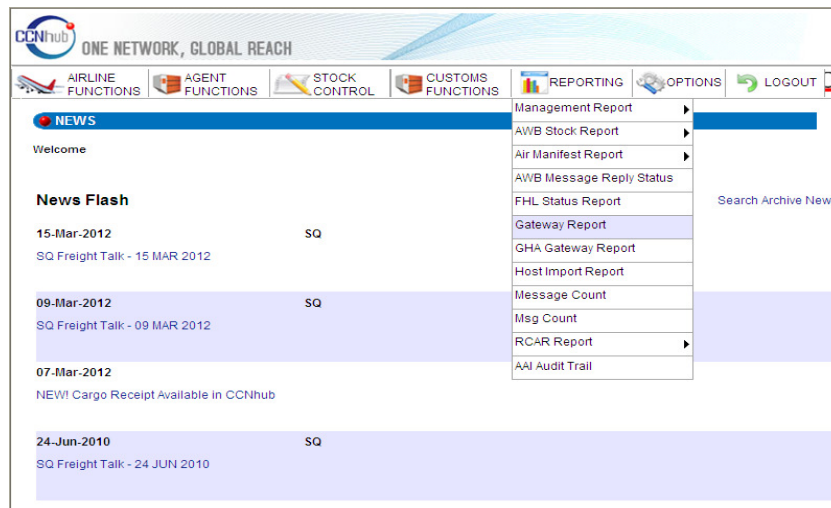 CCNhub
ONE NETWORK, GLOBAL REACH
AIRLINE FUNCTIONS
AGENT FUNCTIONS
STOCK CONTROL
CUSTOMS FUNCTIONS
REPORTING
OPTIONS
LOGOUT
Management Report
AWB Stock Report
Air Manifest Report
AWB Message Reply Status
FHL Status Report
Gateway Report
GHA Gateway Report
Host Import Report
Message Count
Msg Count
RCAR Report
AAI Audit Trail
NEWS
Welcome
News Flash
Search Archive New
15-Mar-2012 SQ
SQ Freight Talk - 15 MAR 2012
09-Mar-2012 SQ
SQ Freight Talk - 09 MAR 2012
07-Mar-2012
NEW! Cargo Receipt Available in CCNhub
24-Jun-2010 SQ
SQ Freight Talk - 24 JUN 2010